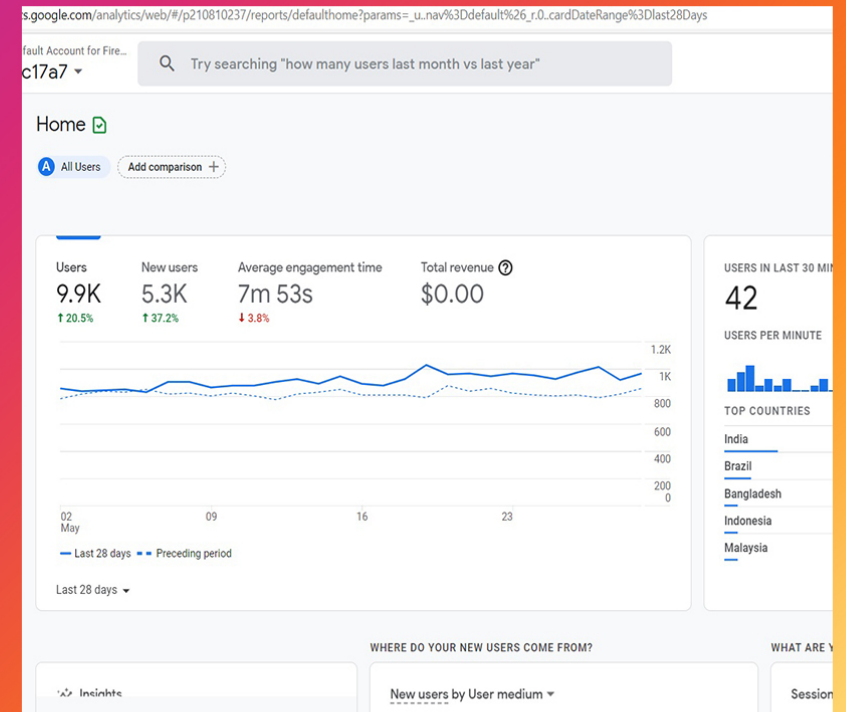 s.google.com/analytics/web/#/p210810237/reports/defaulthome?params=_u..nav%3Ddefault%26_r.0..cardDateRange%3Dlast28Days
fault Account for Fire...
c17a7
Try searching "how many users last month vs last year"
Home
A All Users
Add comparison +
Users
New users
Average engagement time
Total revenue ?
9.9K
5.3K
7m 53s
$0.00
↑ 20.5%
↑ 37.2%
↓ 3.8%
1.2K
1K
800
600
400
200
0
02
May
09
16
23
Last 28 days
Preceding period
Last 28 days
USERS IN LAST 30 MIN
42
USERS PER MINUTE
TOP COUNTRIES
India
Brazil
Bangladesh
Indonesia
Malaysia
WHERE DO YOUR NEW USERS COME FROM?
WHAT ARE Y
Insights
New users by User medium
Session